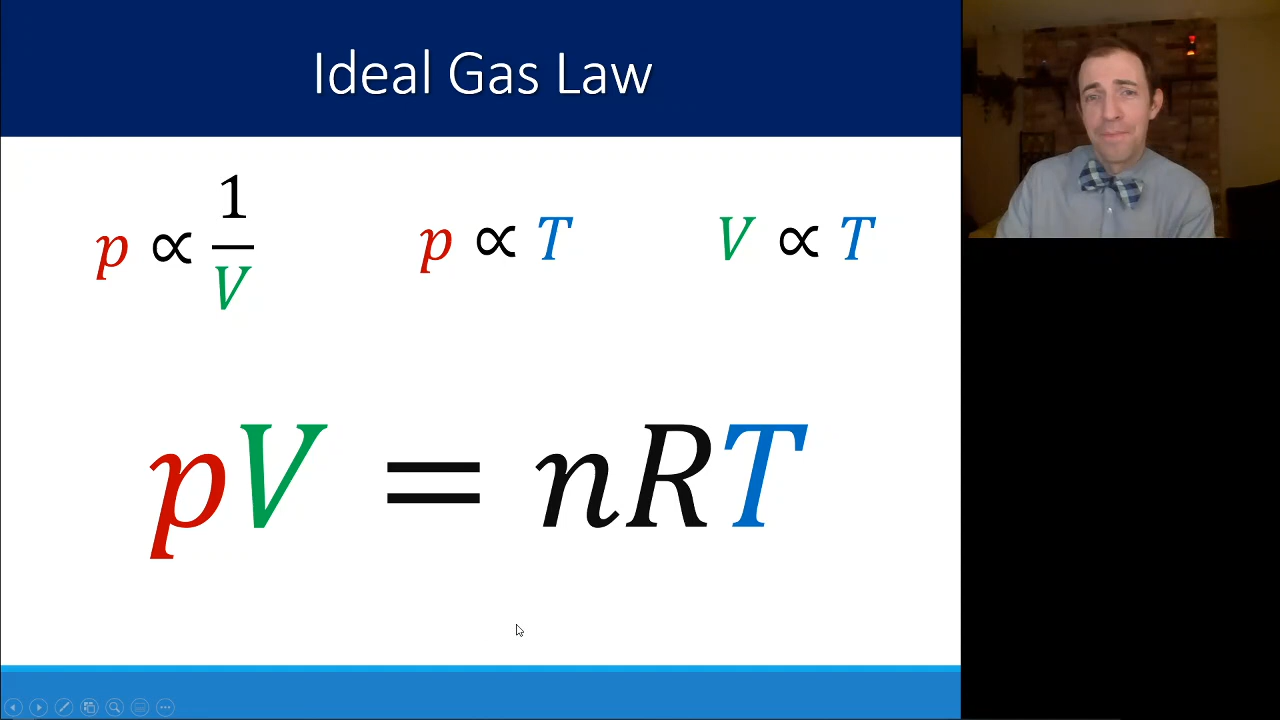 Ideal Gas Law
p ∝ 1/V
p ∝ T
V ∝ T
pV = nRT